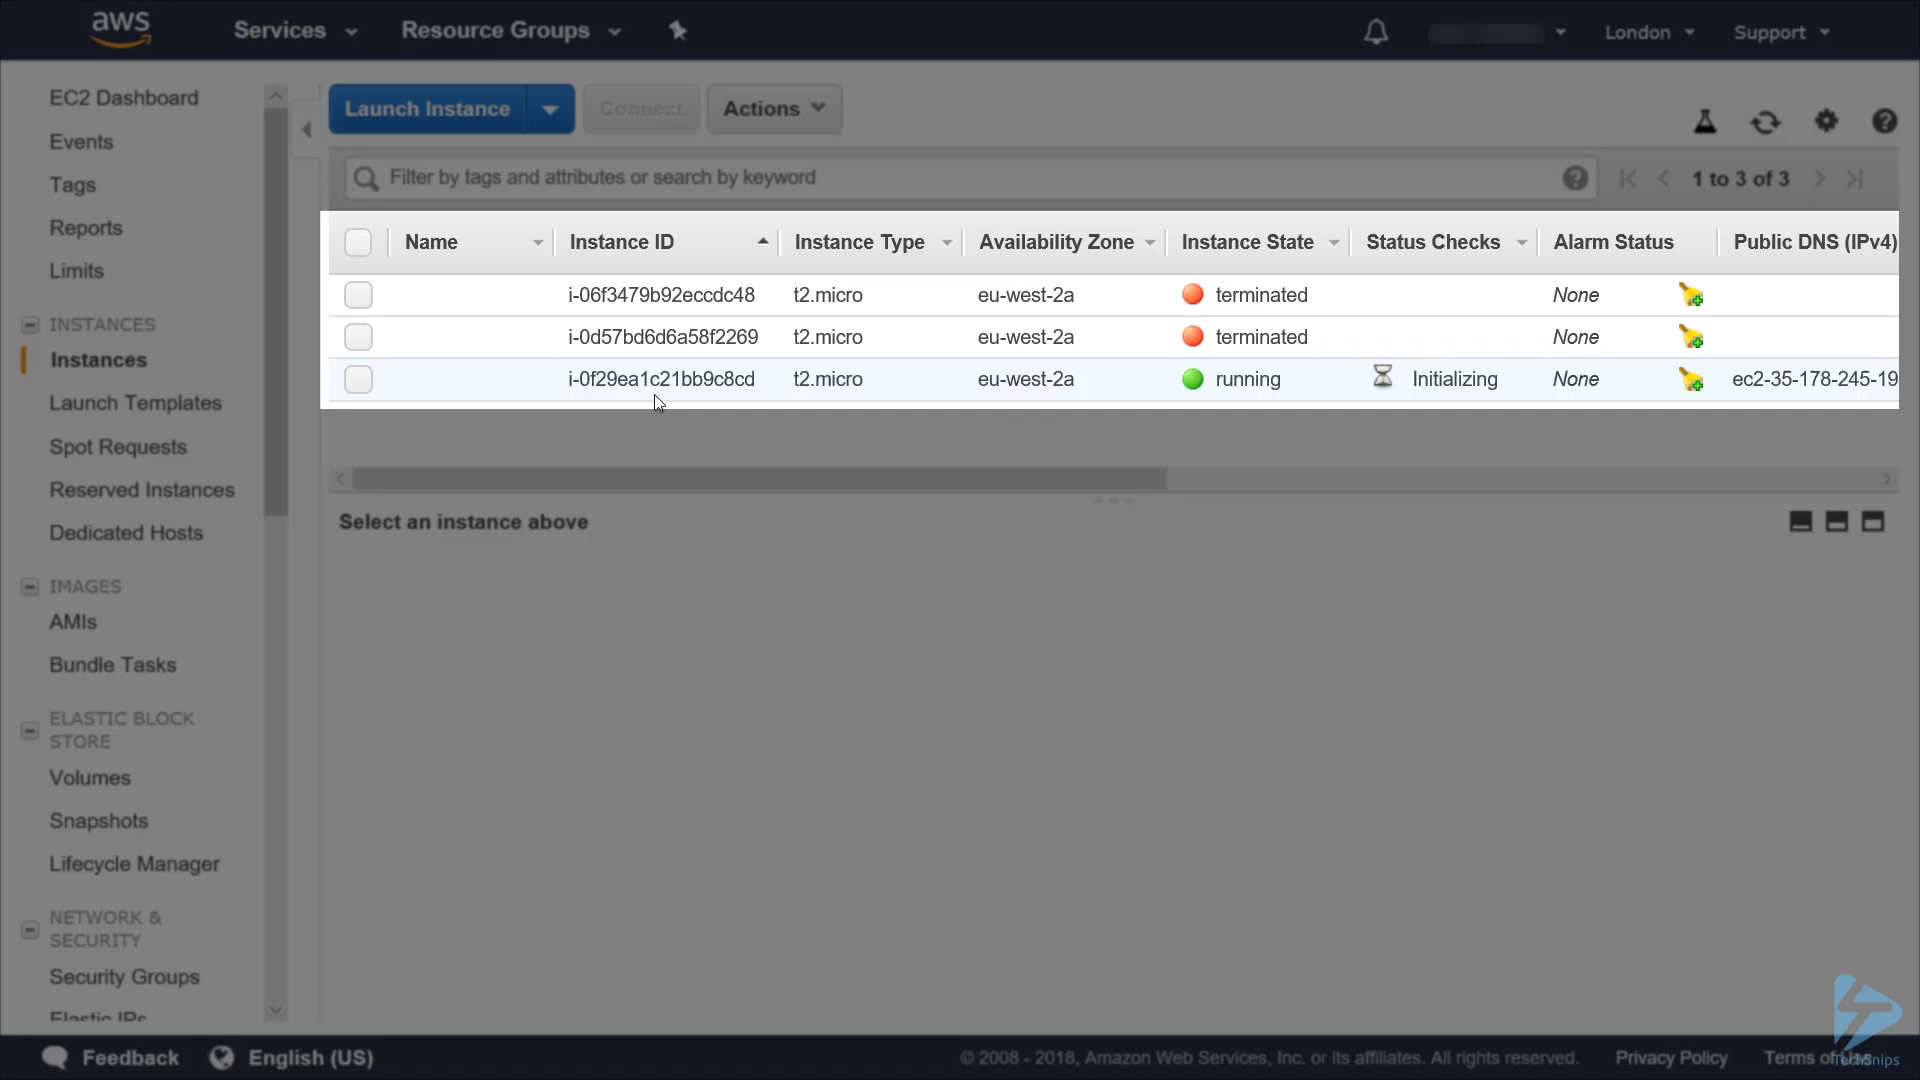 aws
Services
Resource Groups
London
Support
EC2 Dashboard
Events
Tags
Reports
Limits
INSTANCES
Instances
Launch Templates
Spot Requests
Reserved Instances
Dedicated Hosts
IMAGES
AMIs
Bundle Tasks
ELASTIC BLOCK
STORE
Volumes
Snapshots
Lifecycle Manager
NETWORK &
SECURITY
Security Groups
Elastic IPs
Launch Instance
Connect
Actions
Filter by tags and attributes or search by keyword
1 to 3 of 3
Name Instance ID Instance Type Availability Zone Instance State Status Checks Alarm Status Public DNS (IPv4)
i-06f3479b92eccdc48 t2.micro eu-west-2a terminated None
i-0d57bd6d6a58f2269 t2.micro eu-west-2a terminated None
i-0f29ea1c21bb9c8cd t2.micro eu-west-2a running Initializing None ec2-35-178-245-19
Select an instance above
Feedback
English (US)
© 2008 - 2018, Amazon Web Services, Inc. or its affiliates. All rights reserved.
Privacy Policy
Terms of Use
TechSnips